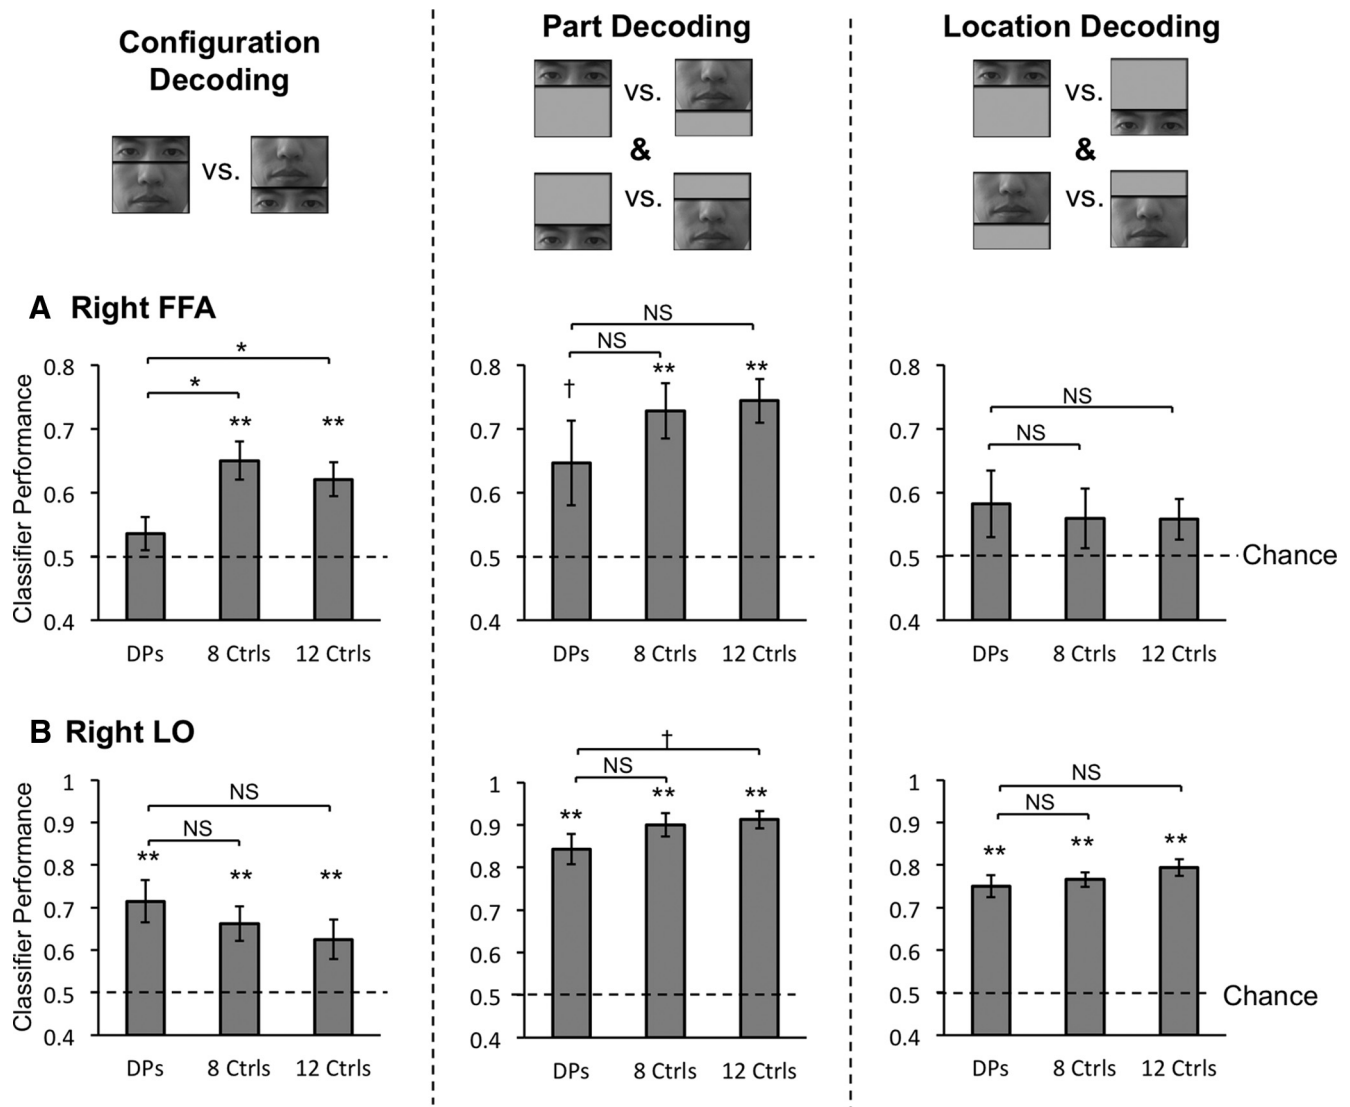 Configuration
Decoding
vs.
Part Decoding
vs.
&
vs.
Location Decoding
vs.
&
vs.
A Right FFA
Classifier Performance
0.8
0.7
0.6
0.5
0.4
*
*
**
**
DPs
8 Ctrls
12 Ctrls
0.8
0.7
0.6
0.5
0.4
NS
NS
†
**
**
DPs
8 Ctrls
12 Ctrls
0.8
0.7
0.6
0.5
0.4
NS
NS
Chance
DPs
8 Ctrls
12 Ctrls
B Right LO
Classifier Performance
1
0.9
0.8
0.7
0.6
0.5
0.4
NS
NS
**
**
**
DPs
8 Ctrls
12 Ctrls
1
0.9
0.8
0.7
0.6
0.5
0.4
†
NS
**
**
**
DPs
8 Ctrls
12 Ctrls
1
0.9
0.8
0.7
0.6
0.5
0.4
NS
NS
**
**
**
Chance
DPs
8 Ctrls
12 Ctrls